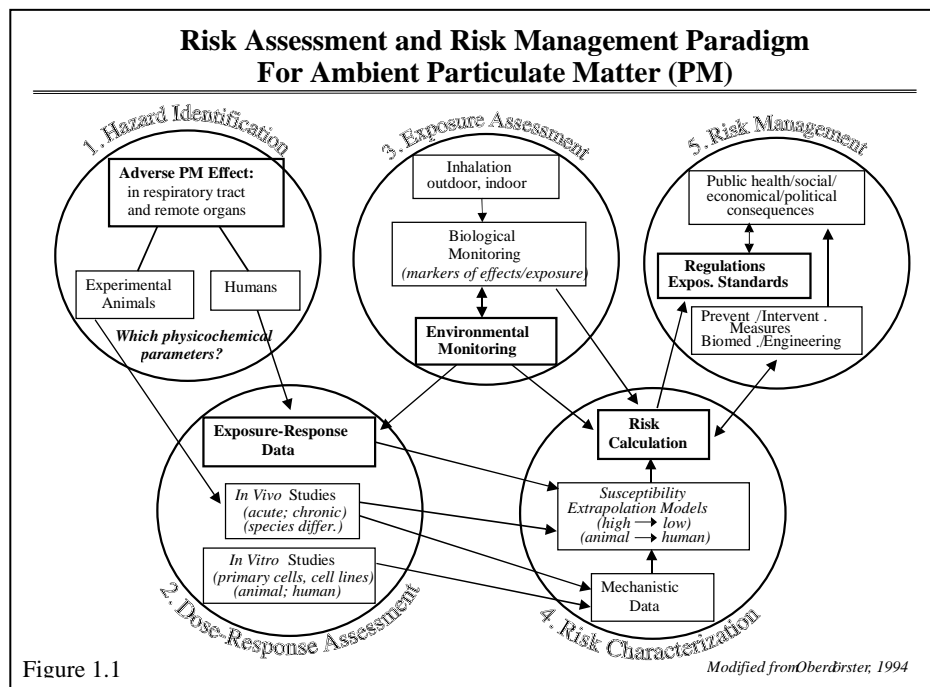 Risk Assessment and Risk Management Paradigm
For Ambient Particulate Matter (PM)
1. Hazard Identification
Adverse PM Effect:
in respiratory tract
and remote organs
Experimental
Animals
Humans
Which physicochemical
parameters?
3. Exposure Assessment
Inhalation
outdoor, indoor
Biological
Monitoring
(markers of effects/exposure)
Environmental
Monitoring
5. Risk Management
Public health/social/
economical/political
consequences
Regulations
Expos. Standards
Prevent ./Intervent .
Measures
Biomed ./Engineering
Exposure-Response
Data
In Vivo Studies
(acute; chronic)
(species differ.)
In Vitro Studies
(primary cells, cell lines)
(animal; human)
2. Dose-Response Assessment
Risk
Calculation
Susceptibility
Extrapolation Models
(high → low)
(animal → human)
Mechanistic
Data
4. Risk Characterization
Figure 1.1
Modified fromOberdörster, 1994